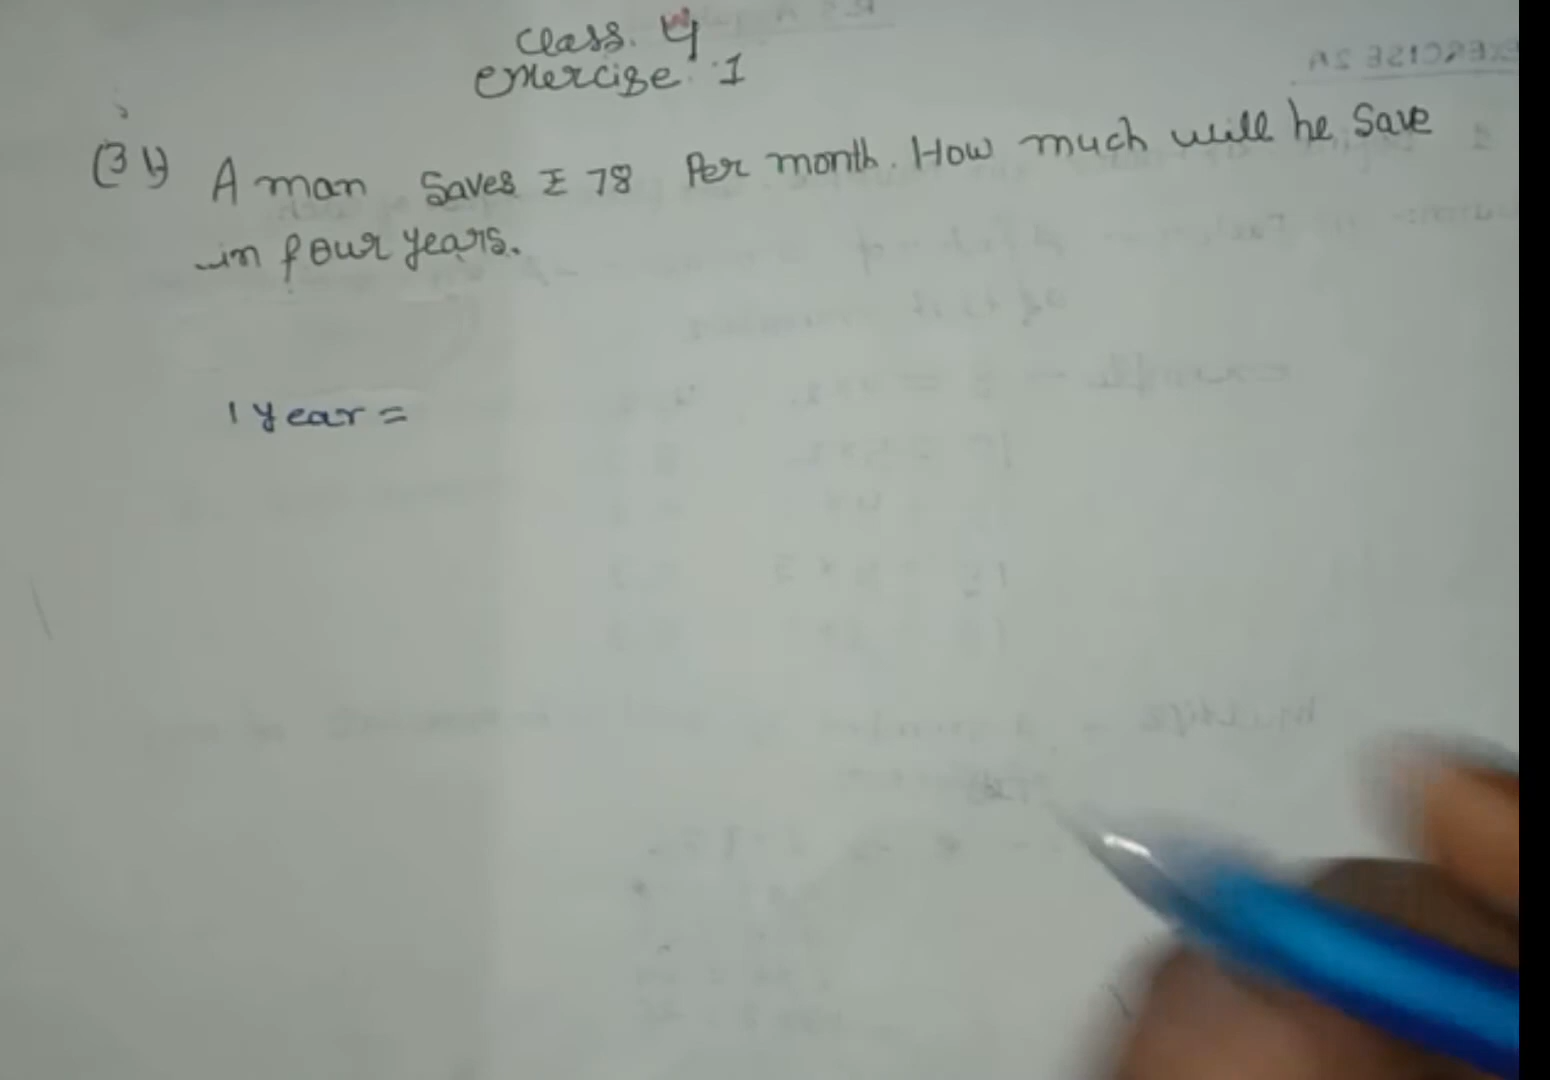 Class. 4
Exercise. 1
(31) A man saves ₹ 78 Per month. How much will he save
in four years.
1 year =